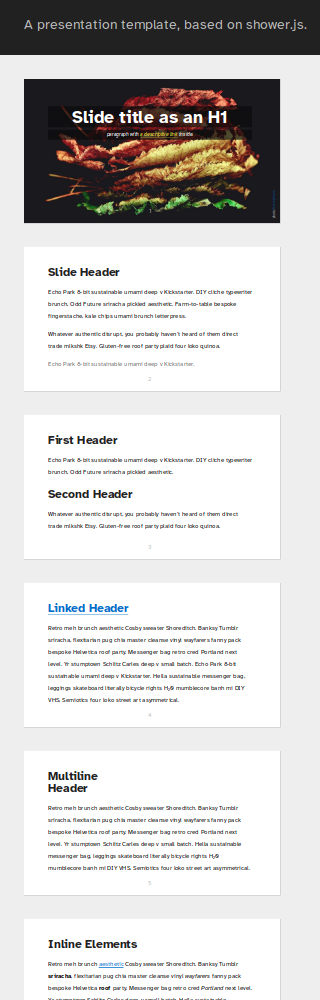 A presentation template, based on shower.js.
Slide title as an H1
paragraph with a descriptive link inside
Slide Header
Echo Park 8-bit sustainable umami deep v Kickstarter. DIY cliche typewriter
brunch. Odd Future sriracha pickled aesthetic. Farm-to-table bespoke
fingerstache, kale chips umami brunch letterpress.
Whatever authentic disrupt, you probably haven't heard of them direct
trade mlkshk Etsy. Gluten-free roof party plaid four loko quinoa.
Echo Park 8-bit sustainable umami deep v Kickstarter.
2
First Header
Echo Park 8-bit sustainable umami deep v Kickstarter. DIY cliche typewriter
brunch. Odd Future sriracha pickled aesthetic.
Second Header
Whatever authentic disrupt, you probably haven't heard of them direct
trade mlkshk Etsy. Gluten-free roof party plaid four loko quinoa.
3
Linked Header
Retro meh brunch aesthetic Cosby sweater Shoreditch. Banksy Tumblr
sriracha, flexitarian pug chia master cleanse vinyl wayfarers fanny pack
bespoke Helvetica roof party. Messenger bag retro cred Portland next
level. Yr stumptown Schlitz Carles deep v small batch. Echo Park 8-bit
sustainable umami deep v Kickstarter. Hella sustainable messenger bag,
leggings skateboard literally bicycle rights H₂0 mumblecore banh mi DIY
VHS. Semiotics four loko street art asymmetrical.
4
Multiline
Header
Retro meh brunch aesthetic Cosby sweater Shoreditch. Banksy Tumblr
sriracha, flexitarian pug chia master cleanse vinyl wayfarers fanny pack
bespoke Helvetica roof party. Messenger bag retro cred Portland next
level. Yr stumptown Schlitz Carles deep v small batch. Hella sustainable
messenger bag, leggings skateboard literally bicycle rights H₂0
mumblecore banh mi DIY VHS. Semiotics four loko street art asymmetrical.
5
Inline Elements
Retro meh brunch aesthetic Cosby sweater Shoreditch. Banksy Tumblr
sriracha, flexitarian pug chia master cleanse vinyl wayfarers fanny pack
bespoke Helvetica roof party. Messenger bag retro cred Portland next level.